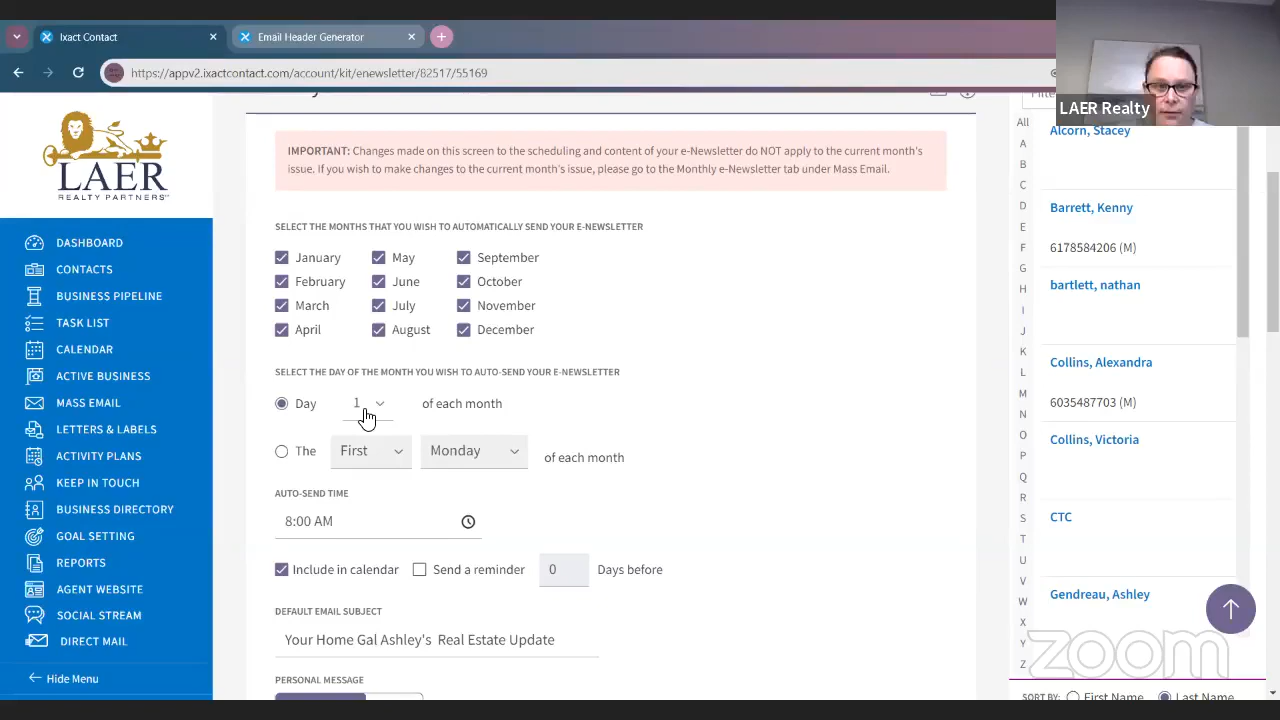 Ixact Contact
Email Header Generator
https://appv2.ixactcontact.com/account/kit/enewsletter/82517/55169
LAER Realty
LAER
REALTY PARTNERS
DASHBOARD
CONTACTS
BUSINESS PIPELINE
TASK LIST
CALENDAR
ACTIVE BUSINESS
MASS EMAIL
LETTERS & LABELS
ACTIVITY PLANS
KEEP IN TOUCH
BUSINESS DIRECTORY
GOAL SETTING
REPORTS
AGENT WEBSITE
SOCIAL STREAM
DIRECT MAIL
Hide Menu
IMPORTANT: Changes made on this screen to the scheduling and content of your e-Newsletter do NOT apply to the current month's
issue. If you wish to make changes to the current month's issue, please go to the Monthly e-Newsletter tab under Mass Email.
SELECT THE MONTHS THAT YOU WISH TO AUTOMATICALLY SEND YOUR E-NEWSLETTER
January May September
February June October
March July November
April August December
SELECT THE DAY OF THE MONTH YOU WISH TO AUTO-SEND YOUR E-NEWSLETTER
Day 1 of each month
The First Monday of each month
AUTO-SEND TIME
8:00 AM
Include in calendar Send a reminder 0 Days before
DEFAULT EMAIL SUBJECT
Your Home Gal Ashley's Real Estate Update
PERSONAL MESSAGE
All
A
B
C
D
E
F
G
H
I
J
K
L
M
N
O
P
Q
R
S
T
U
V
W
X
Y
Z
Alcorn, Stacey
Barrett, Kenny
6178584206 (M)
bartlett, nathan
Collins, Alexandra
6035487703 (M)
Collins, Victoria
CTC
Gendreau, Ashley
zoom
SORT BY: First Name Last Name